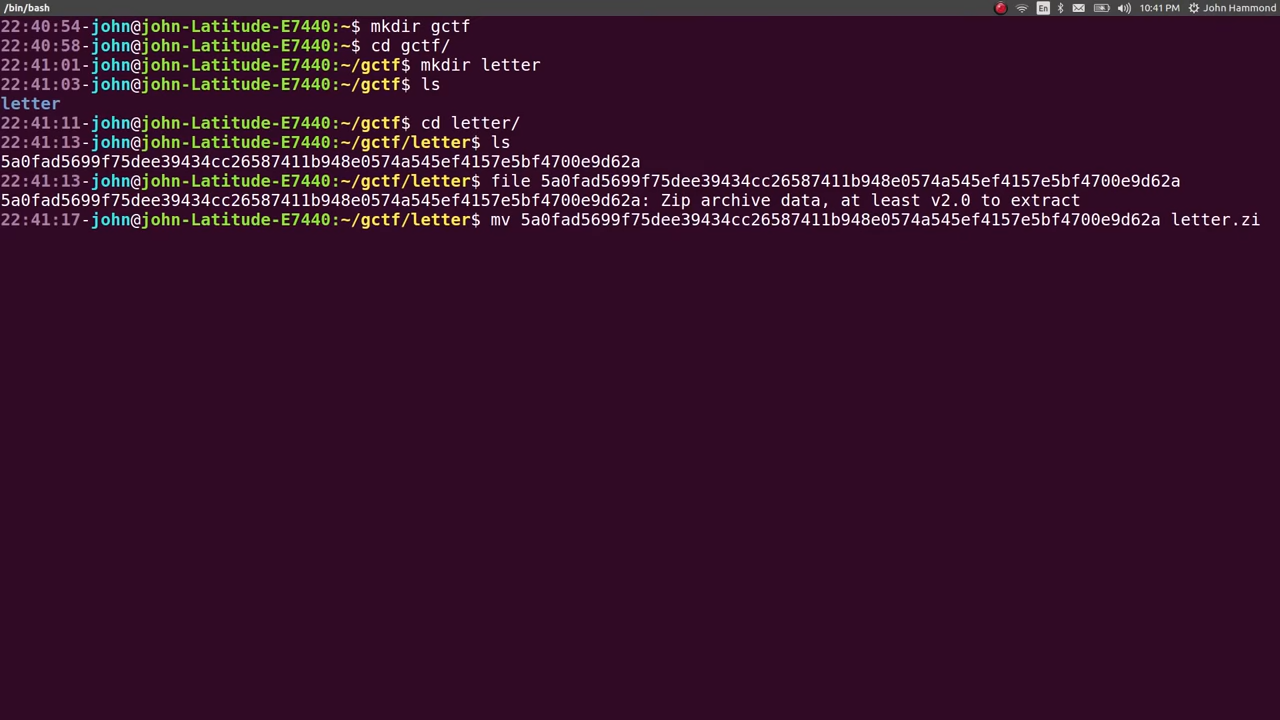 /bin/bash En 10:41 PM John Hammond
22:40:54-john@john-Latitude-E7440:~$ mkdir gctf
22:40:58-john@john-Latitude-E7440:~$ cd gctf/
22:41:01-john@john-Latitude-E7440:~/gctf$ mkdir letter
22:41:03-john@john-Latitude-E7440:~/gctf$ ls
letter
22:41:11-john@john-Latitude-E7440:~/gctf$ cd letter/
22:41:13-john@john-Latitude-E7440:~/gctf/letter$ ls
5a0fad5699f75dee39434cc26587411b948e0574a545ef4157e5bf4700e9d62a
22:41:13-john@john-Latitude-E7440:~/gctf/letter$ file 5a0fad5699f75dee39434cc26587411b948e0574a545ef4157e5bf4700e9d62a
5a0fad5699f75dee39434cc26587411b948e0574a545ef4157e5bf4700e9d62a: Zip archive data, at least v2.0 to extract
22:41:17-john@john-Latitude-E7440:~/gctf/letter$ mv 5a0fad5699f75dee39434cc26587411b948e0574a545ef4157e5bf4700e9d62a letter.zi